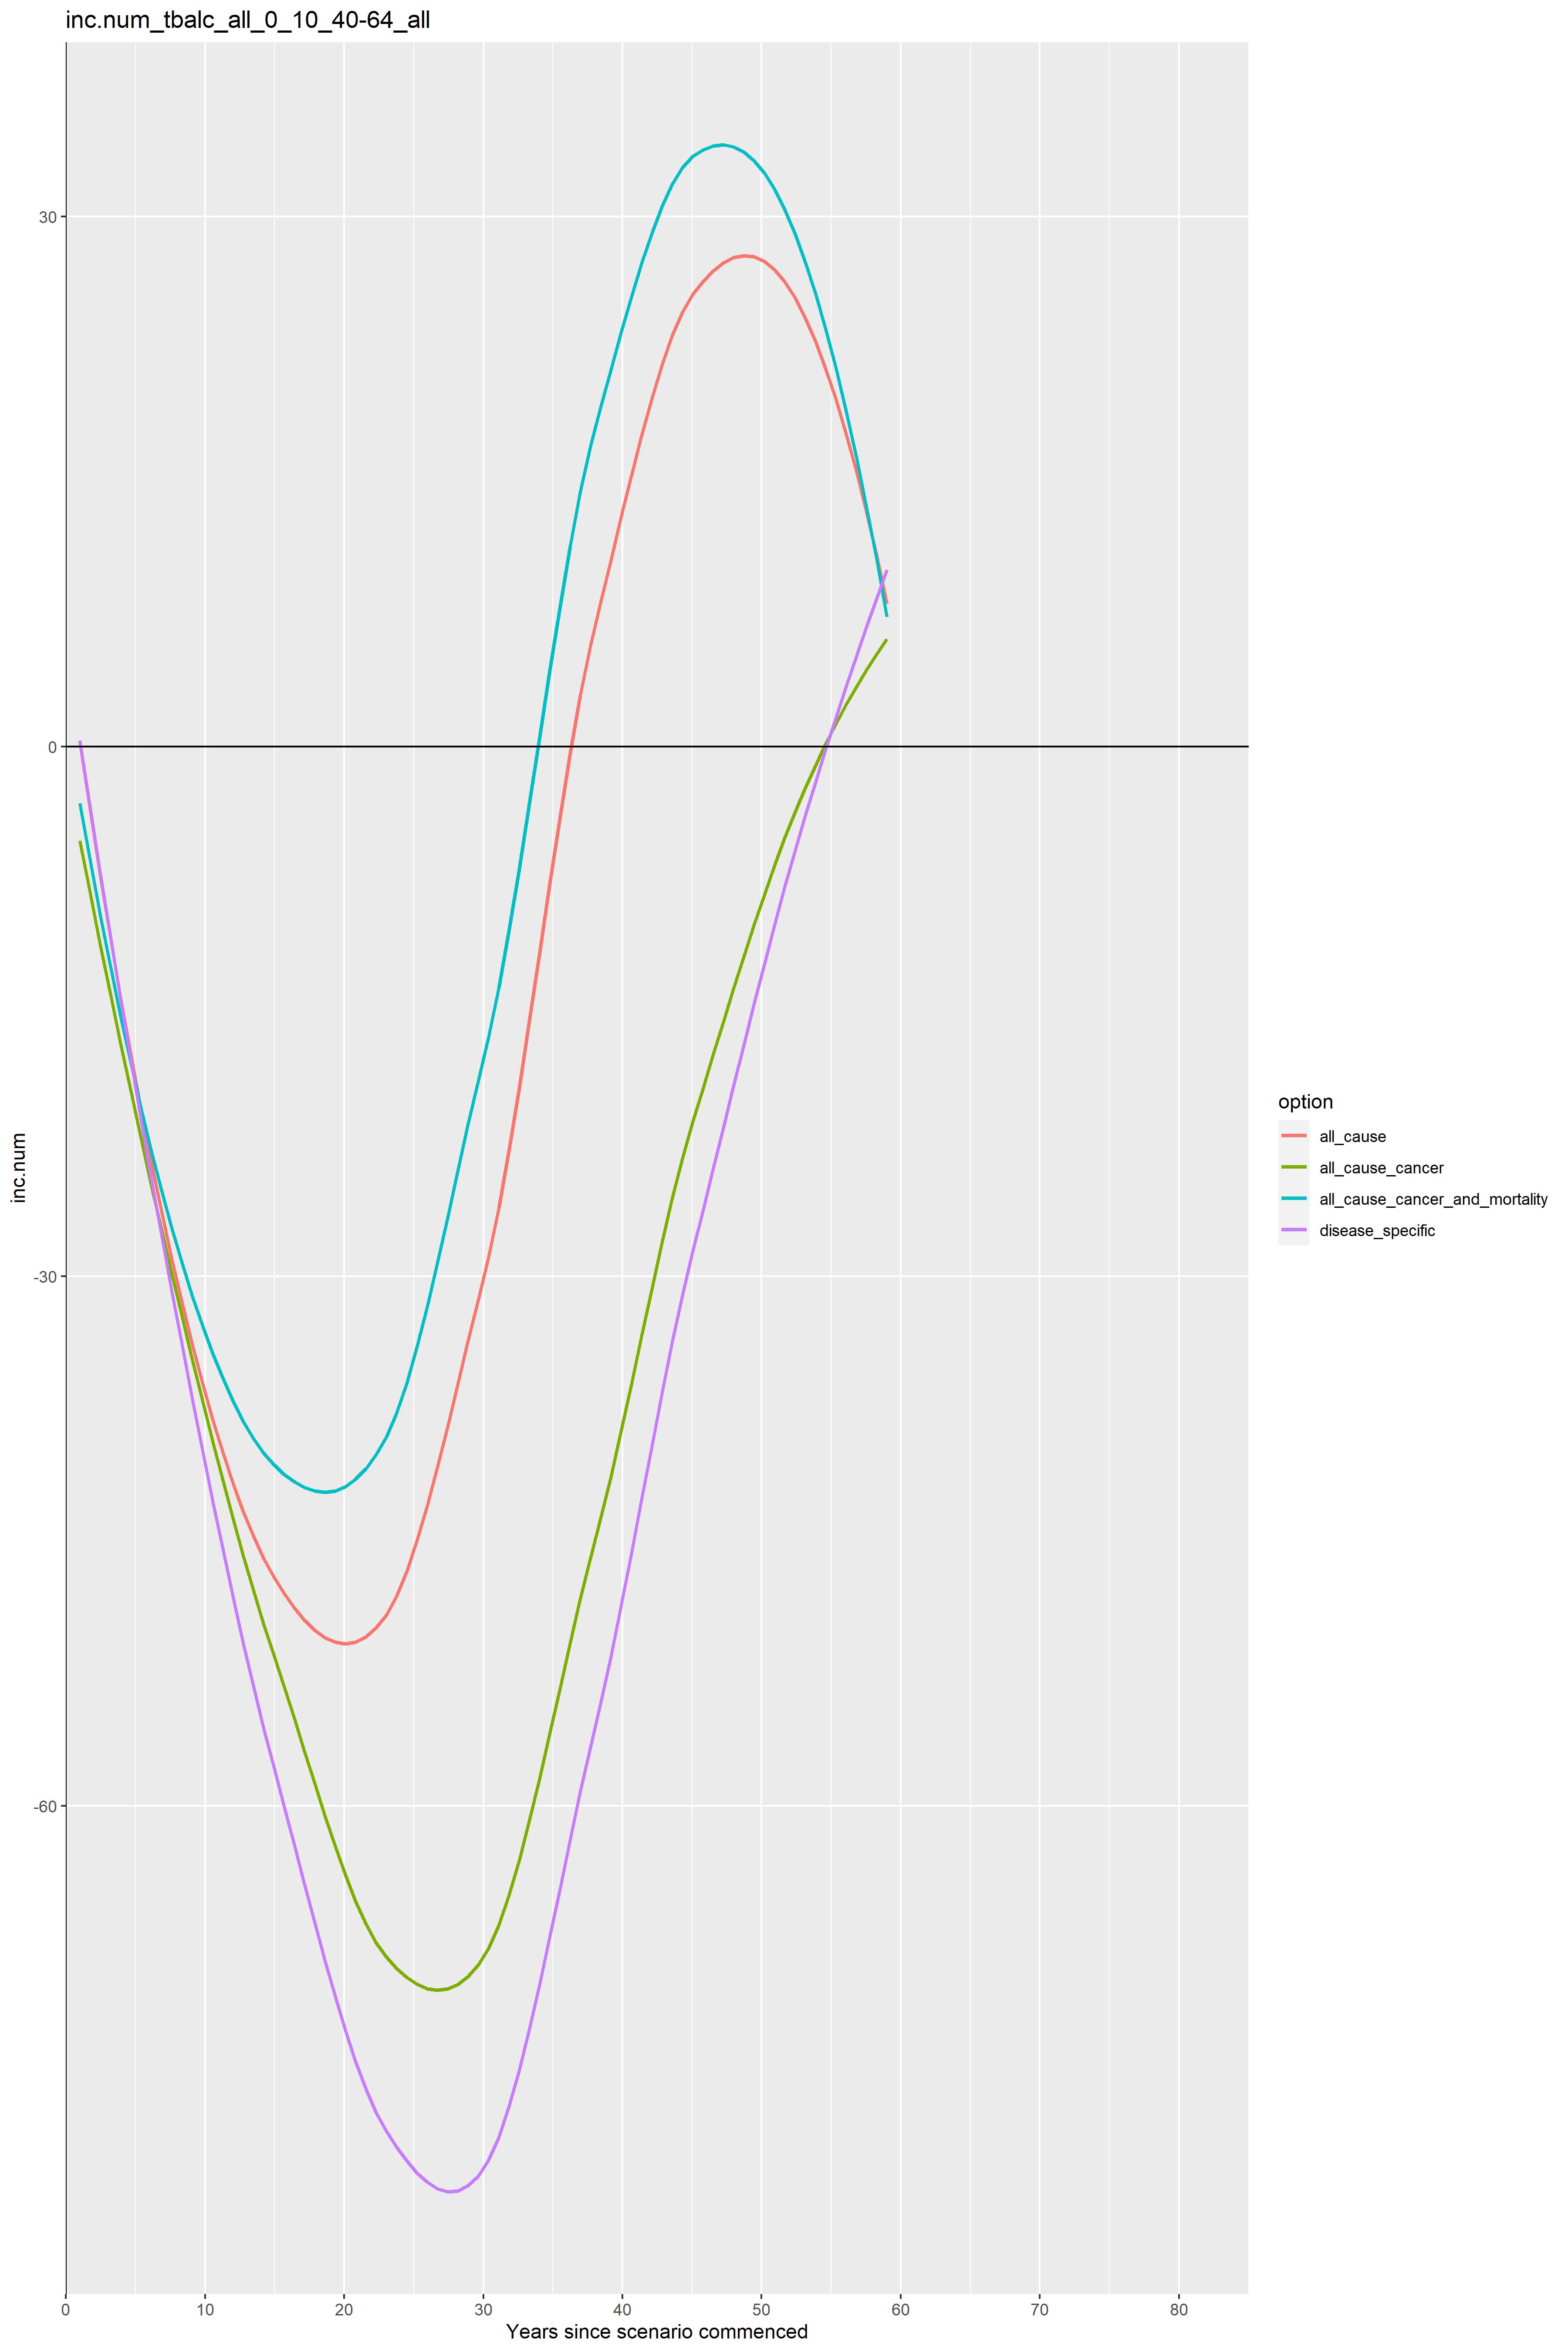 inc.num_tbalc_all_0_10_40-64_all
30
0
-30
-60
inc.num
0 10 20 30 40 50 60 70 80
Years since scenario commenced
option
all_cause
all_cause_cancer
all_cause_cancer_and_mortality
disease_specific